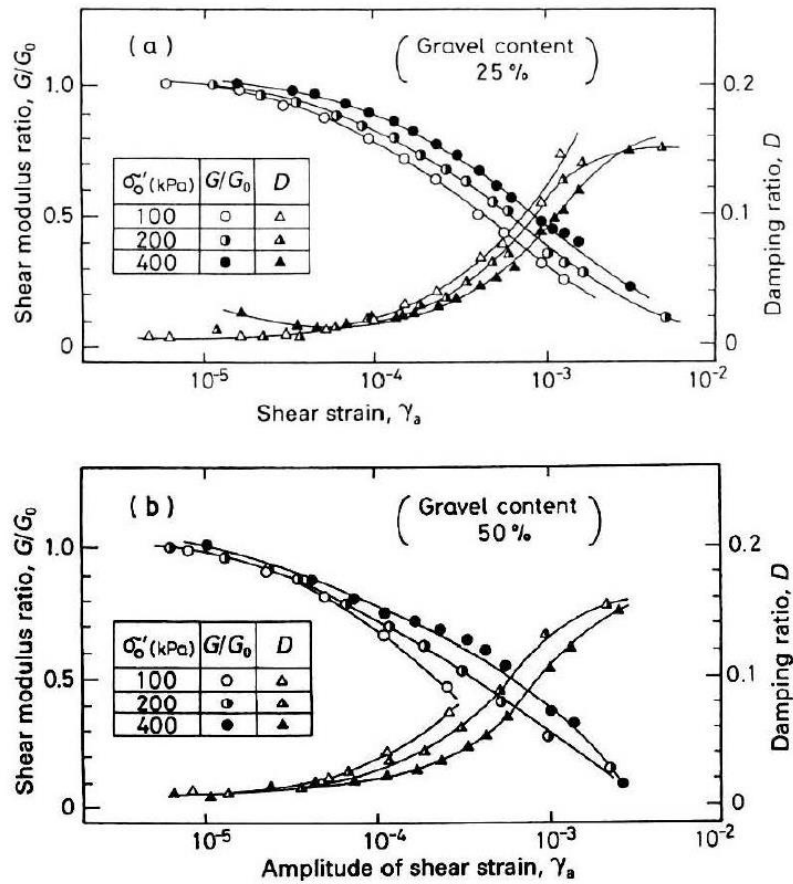 (a)
(Gravel content
25%)
Shear modulus ratio, G/G₀
1.0
0.5
0
σ₀'(kPa) G/G₀ D
100
200
400
0.2
0.1
0
Damping ratio, D
10⁻⁵ 10⁻⁴ 10⁻³ 10⁻²
Shear strain, γₐ
(b)
(Gravel content
50%)
Shear modulus ratio, G/G₀
1.0
0.5
0
σ₀'(kPa) G/G₀ D
100
200
400
0.2
0.1
0
Damping ratio, D
10⁻⁵ 10⁻⁴ 10⁻³ 10⁻²
Amplitude of shear strain, γₐ